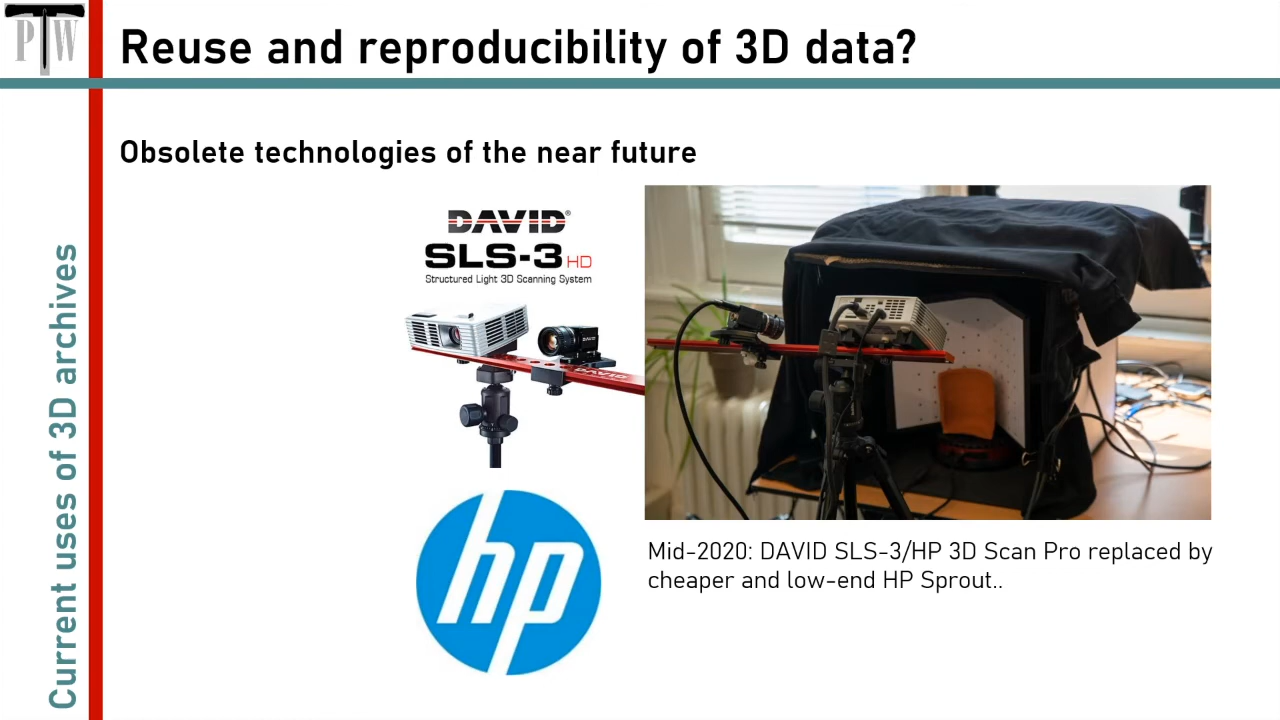 PTW
Reuse and reproducibility of 3D data?
Obsolete technologies of the near future
Current uses of 3D archives
DAVID®
SLS-3 HD
Structured Light 3D Scanning System
DAVID
hp
Mid-2020: DAVID SLS-3/HP 3D Scan Pro replaced by
cheaper and low-end HP Sprout..